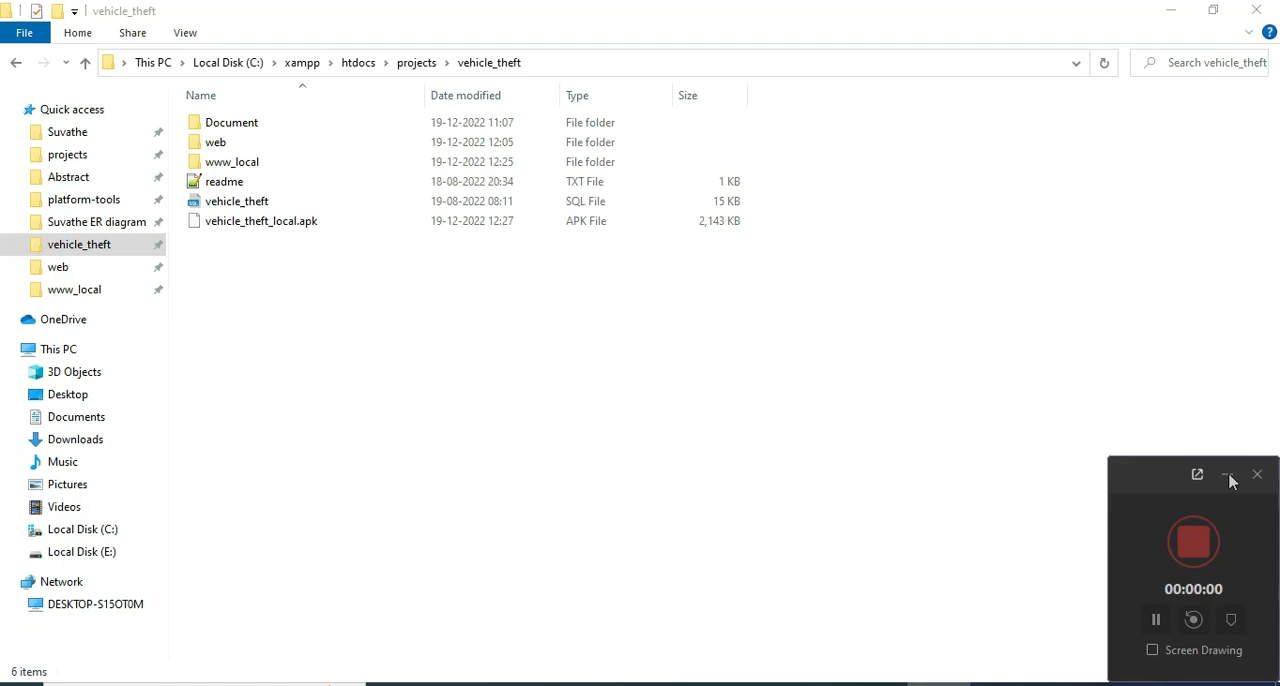 vehicle_theft
File Home Share View
This PC Local Disk (C:) xampp htdocs projects vehicle_theft Search vehicle_theft
Name Date modified Type Size
Quick access
Suvathe
projects
Abstract
platform-tools
Suvathe ER diagram
vehicle_theft
web
www_local
OneDrive
This PC
3D Objects
Desktop
Documents
Downloads
Music
Pictures
Videos
Local Disk (C:)
Local Disk (E:)
Network
DESKTOP-S15OT0M
Document 19-12-2022 11:07 File folder
web 19-12-2022 12:05 File folder
www_local 19-12-2022 12:25 File folder
readme 18-08-2022 20:34 TXT File 1 KB
vehicle_theft 19-08-2022 08:11 SQL File 15 KB
vehicle_theft_local.apk 19-12-2022 12:27 APK File 2,143 KB
00:00:00
Screen Drawing
6 items